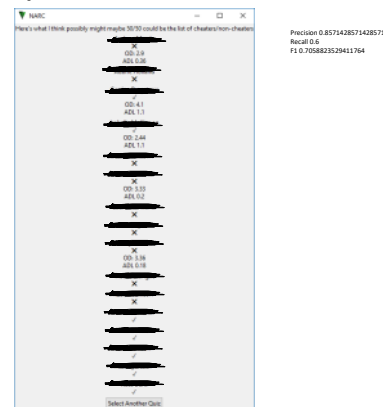 NARC
Here's what I think possibly might maybe 50/50 could be the list of cheaters/non-cheaters
✕
OD: 2.9
ADL 0.26
✕
✓
OD: 4.1
ADL 1.1
✓
OD: 2.44
ADL 1.1
✕
✕
OD: 3.33
ADL 0.2
✕
✕
✕
OD: 3.36
ADL 0.18
✕
✕
✓
✓
✓
✓
✓
Select Another Quiz
Precision 0.8571428571428571
Recall 0.6
F1 0.7058823529411764